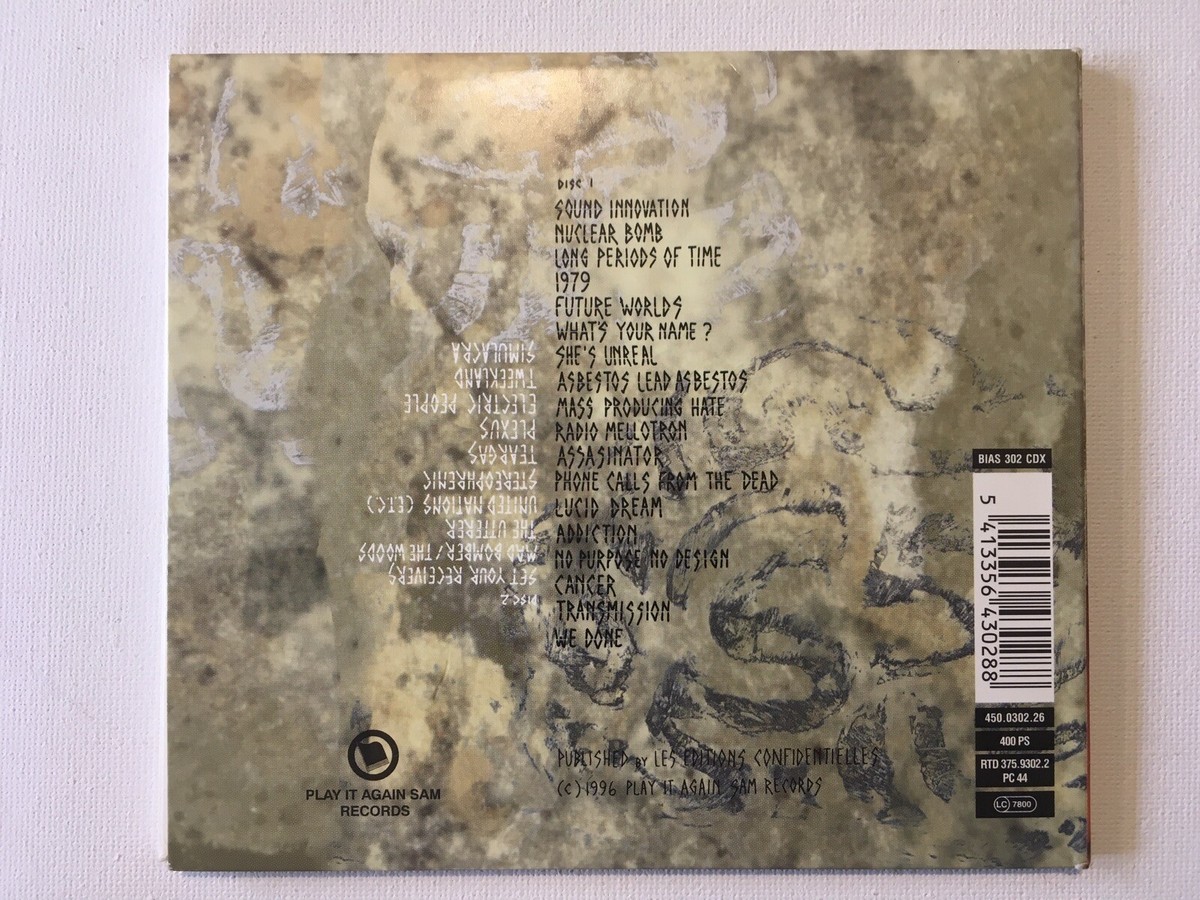 DISC 1
SOUND INNOVATION
NUCLEAR BOMB
LONG PERIODS OF TIME
1979
FUTURE WORLDS
WHAT'S YOUR NAME ?
SHE'S UNREAL
ASBESTOS LEAD ASBESTOS
MASS PRODUCING HATE
RADIO MELLOTRON
ASSASINATOR
PHONE CALLS FROM THE DEAD
LUCID DREAM
ADDICTION
NO PURPOSE NO DESIGN
CANCER
TRANSMISSION
WE DONE
DISC 2
SET YOUR RECEIVERS
MAD BOMBER / THE WOODS
THE UTTERER
UNITED NATIONS (E.T.C)
STEREOPHRENIC
TEARGAS
PLEXUS
ELECTRIC PEOPLE
TWEEKLAND
SIMULACRA
PUBLISHED BY LES EDITIONS CONFIDENTIELLES
(C) 1996 PLAY IT AGAIN SAM RECORDS
PLAY IT AGAIN SAM
RECORDS
BIAS 302 CDX
5 413356 430288
450.0302.26
400 PS
RTD 375.9302.2
PC 44
LC 7800